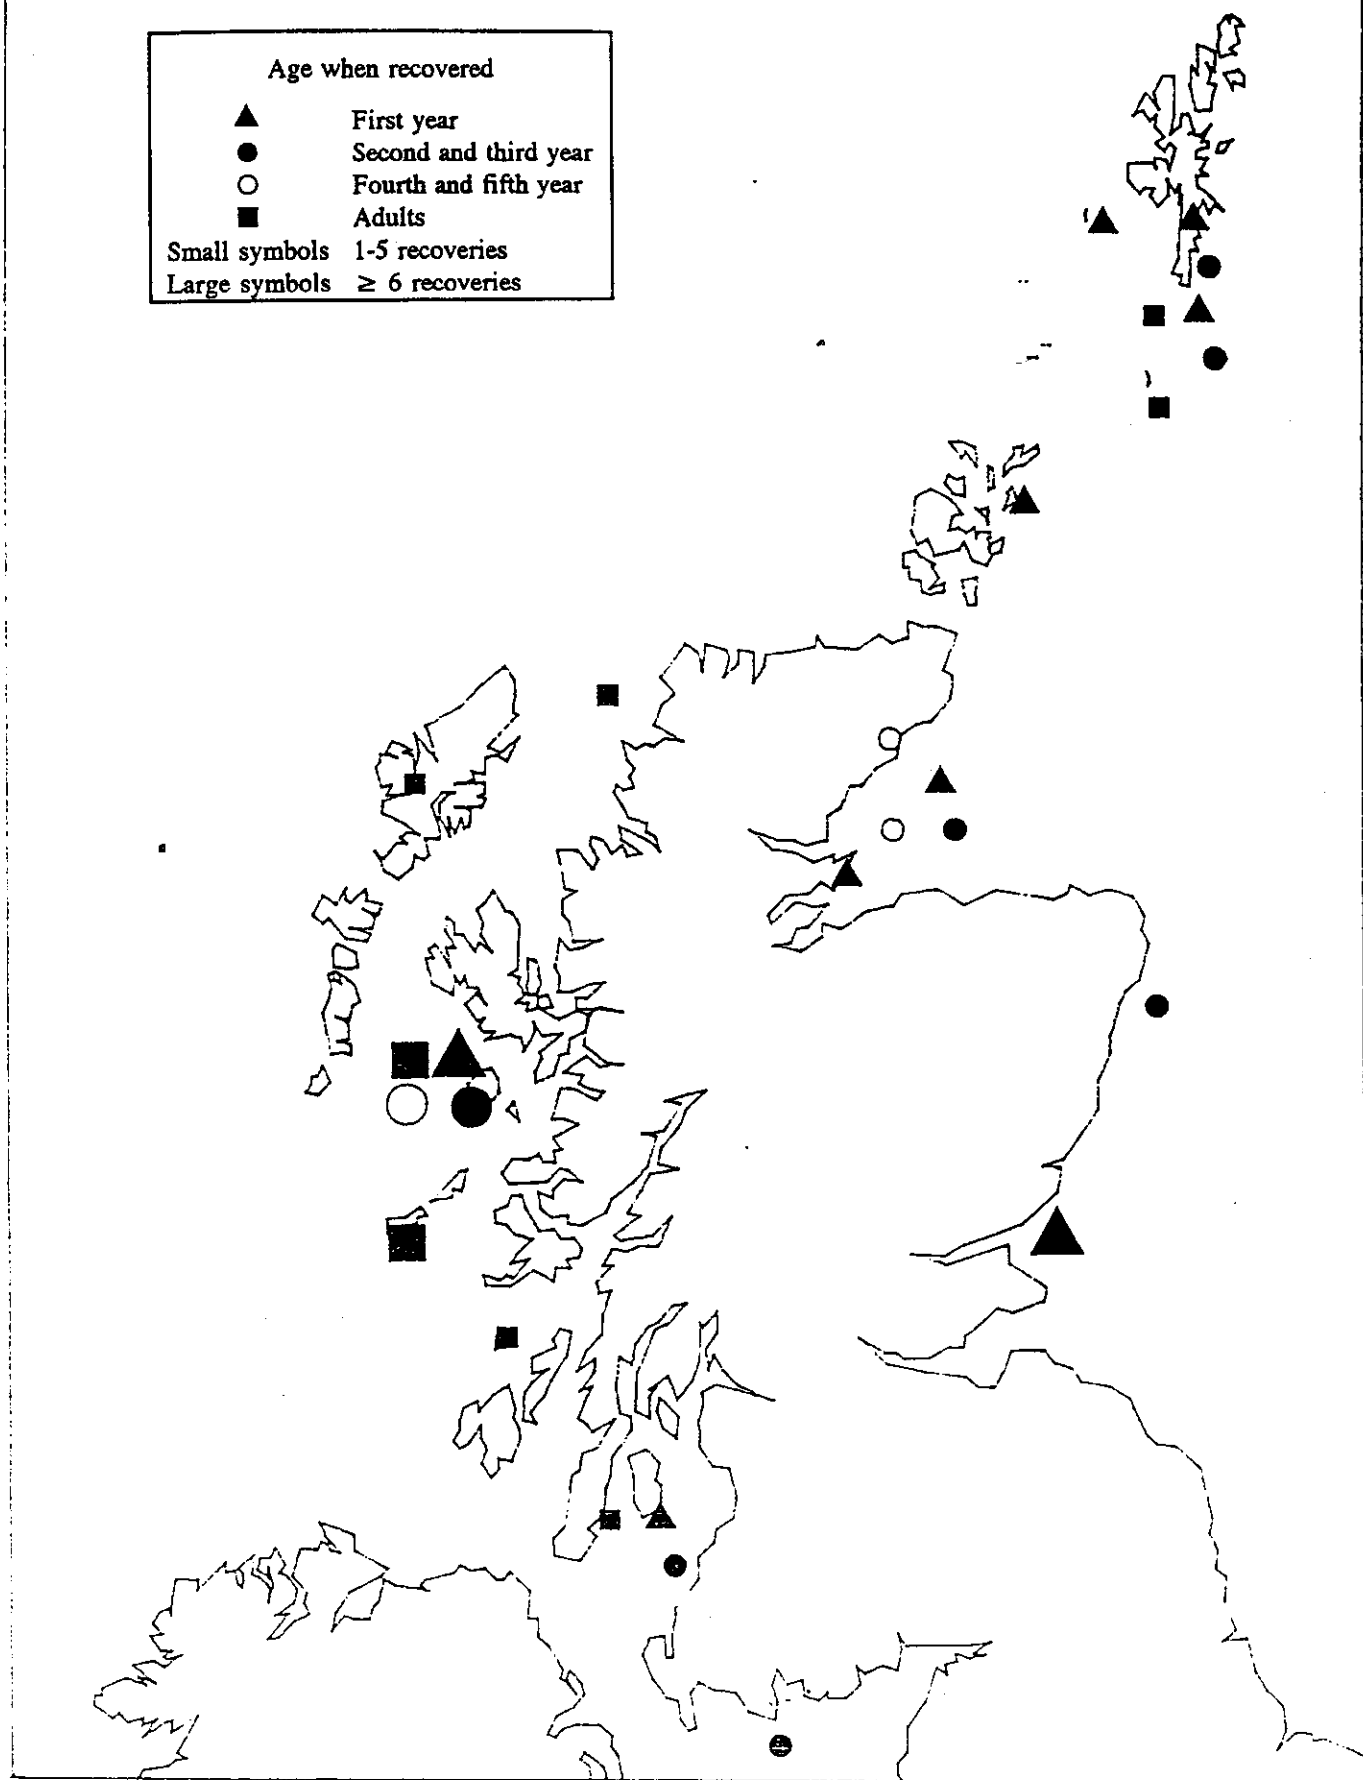 Age when recovered
▲ First year
● Second and third year
○ Fourth and fifth year
■ Adults
Small symbols 1-5 recoveries
Large symbols ≥ 6 recoveries